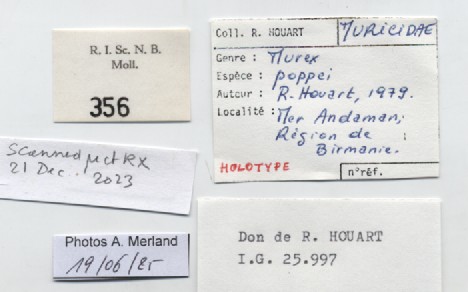 R. I. Sc. N. B.
Moll.
356
Coll. R. HOUART
MURICIDAE
Genre : Murex
Espèce : poppei
Auteur : R. Houart, 1979.
Localité : Mer Andaman;
Région de
Birmanie.
HOLOTYPE
n°réf.
Scanned µct RX
21 Dec.. 2023
Photos A. Merland
19/06/25
Don de R. HOUART
I.G. 25.997